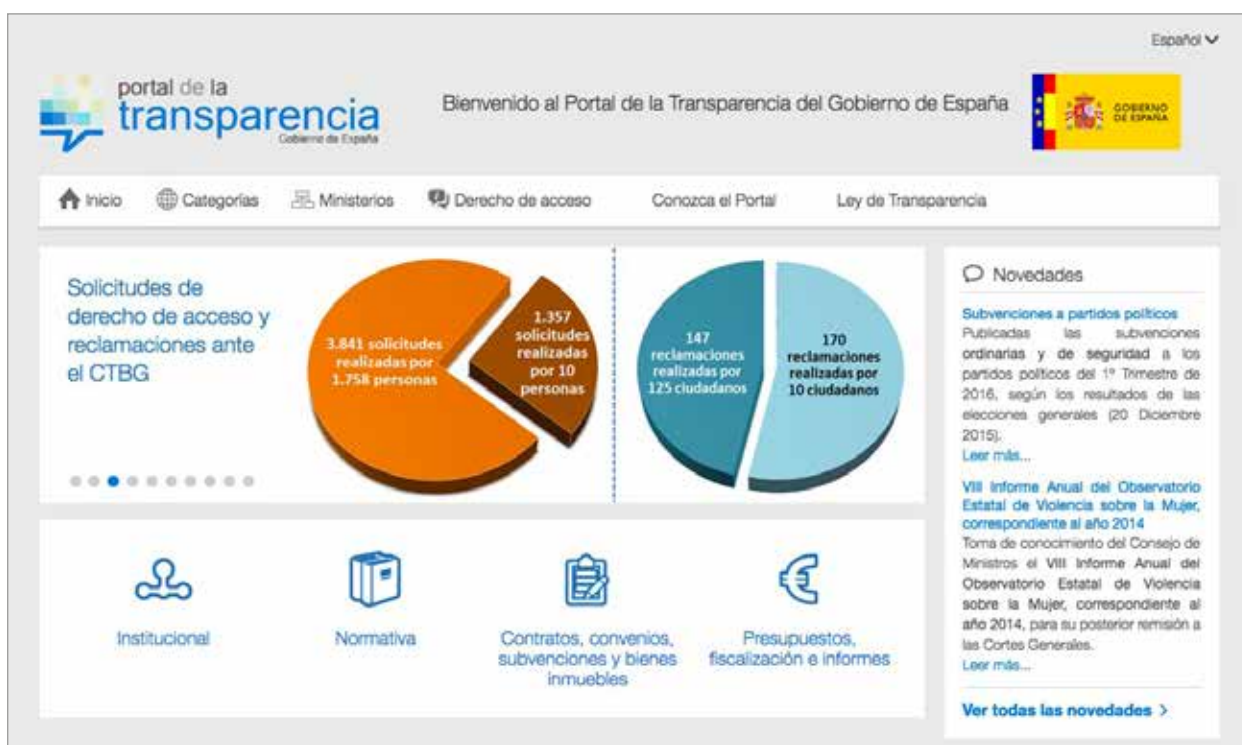 Español
portal de la
transparencia
Gobierno de España
Bienvenido al Portal de la Transparencia del Gobierno de España
GOBIERNO
DE ESPAÑA
Inicio
Categorías
Ministerios
Derecho de acceso
Conozca el Portal
Ley de Transparencia
Solicitudes de
derecho de acceso y
reclamaciones ante
el CTBG
3.841 solicitudes
realizadas por
1.758 personas
1.357
solicitudes
realizadas
por 10
personas
147
reclamaciones
realizadas por
125 ciudadanos
170
reclamaciones
realizadas por
10 ciudadanos
Novedades
Subvenciones a partidos políticos
Publicadas las subvenciones
ordinarias y de seguridad a los
partidos políticos del 1º Trimestre de
2016, según los resultados de las
elecciones generales (20 Diciembre
2015).
Leer más...
VIII Informe Anual del Observatorio
Estatal de Violencia sobre la Mujer,
correspondiente al año 2014
Toma de conocimiento del Consejo de
Ministros el VIII Informe Anual del
Observatorio Estatal de Violencia
sobre la Mujer, correspondiente al
año 2014, para su posterior remisión a
las Cortes Generales.
Leer más...
Ver todas las novedades >
Institucional
Normativa
Contratos, convenios,
subvenciones y bienes
inmuebles
Presupuestos,
fiscalización e informes